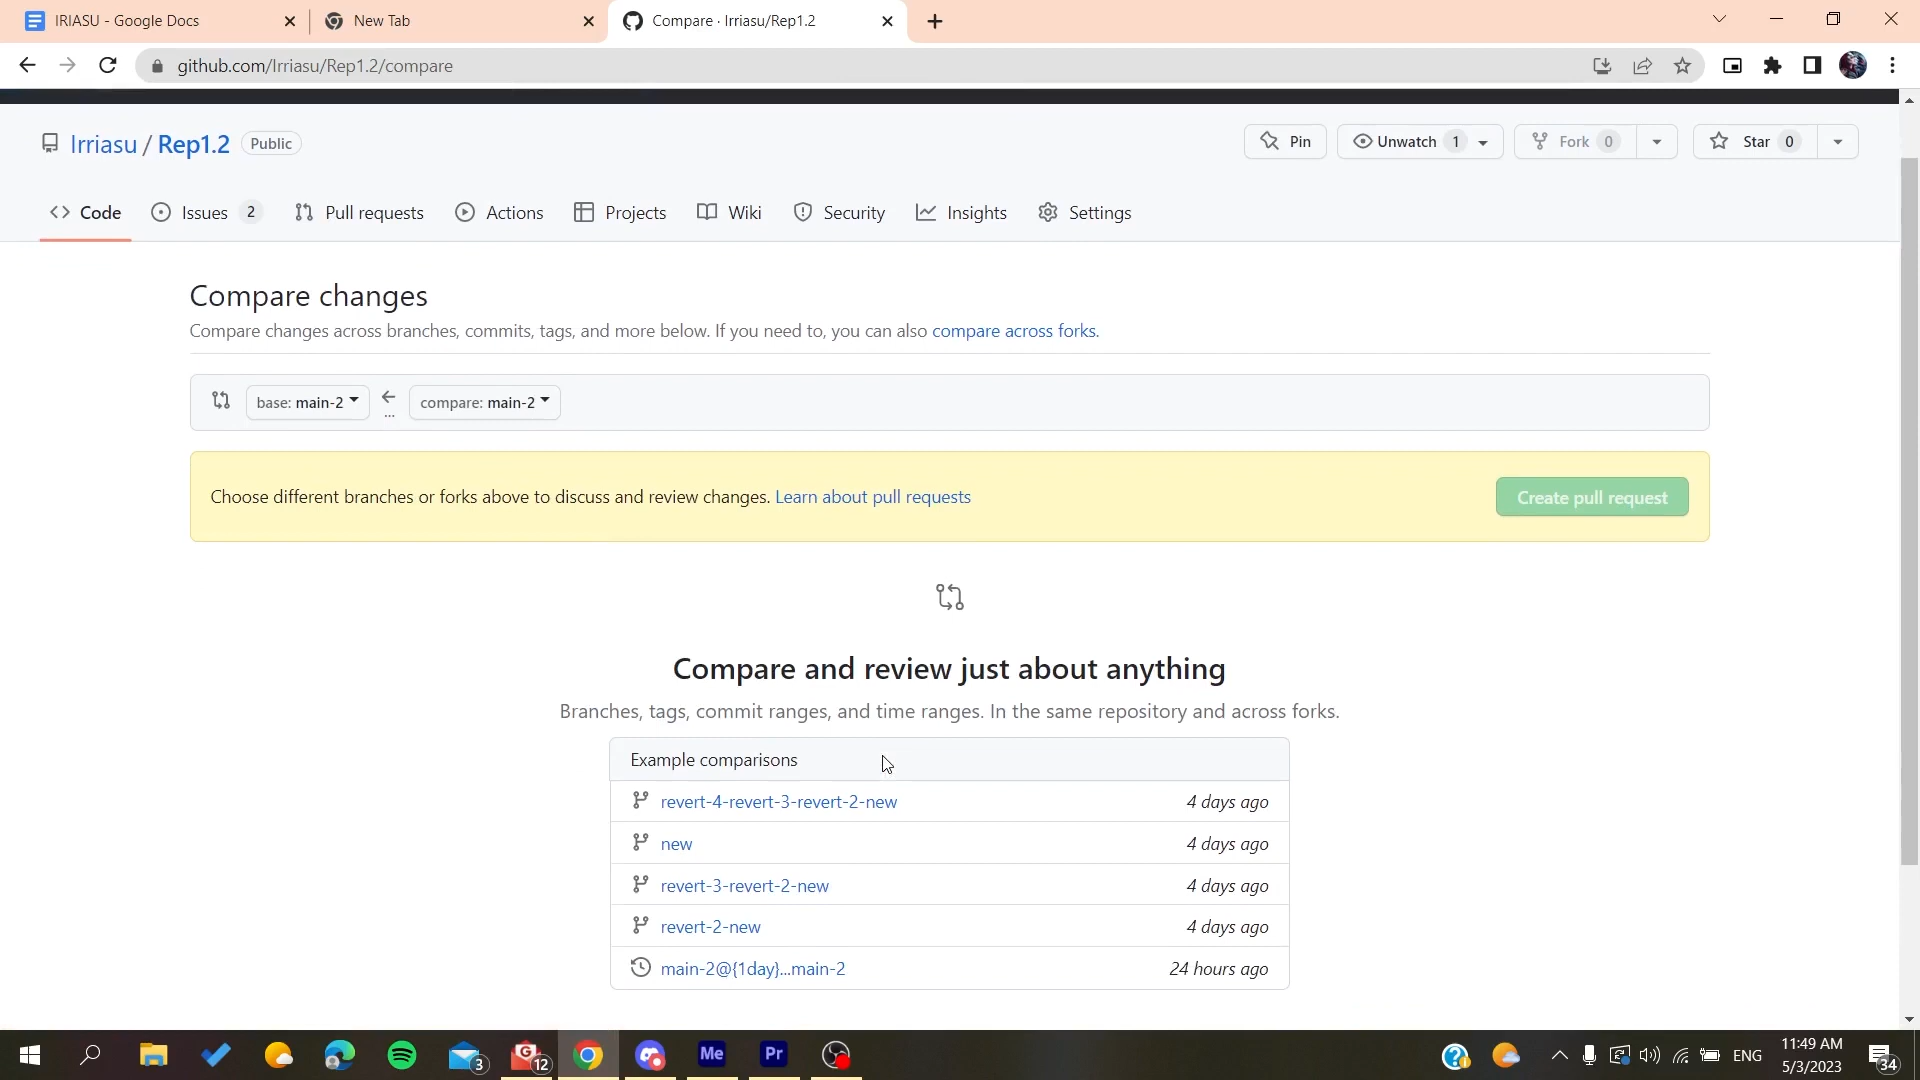 IRIASU - Google Docs
New Tab
Compare · Irriasu/Rep1.2
github.com/Irriasu/Rep1.2/compare
Irriasu / Rep1.2 Public
Pin
Unwatch 1
Fork 0
Star 0
Code
Issues 2
Pull requests
Actions
Projects
Wiki
Security
Insights
Settings
Compare changes
Compare changes across branches, commits, tags, and more below. If you need to, you can also compare across forks.
base: main-2
...
compare: main-2
Choose different branches or forks above to discuss and review changes. Learn about pull requests
Create pull request
Compare and review just about anything
Branches, tags, commit ranges, and time ranges. In the same repository and across forks.
Example comparisons
revert-4-revert-3-revert-2-new 4 days ago
new 4 days ago
revert-3-revert-2-new 4 days ago
revert-2-new 4 days ago
main-2@{1day}...main-2 24 hours ago
3
G 12
Me
Pr
ENG
11:49 AM
5/3/2023
34